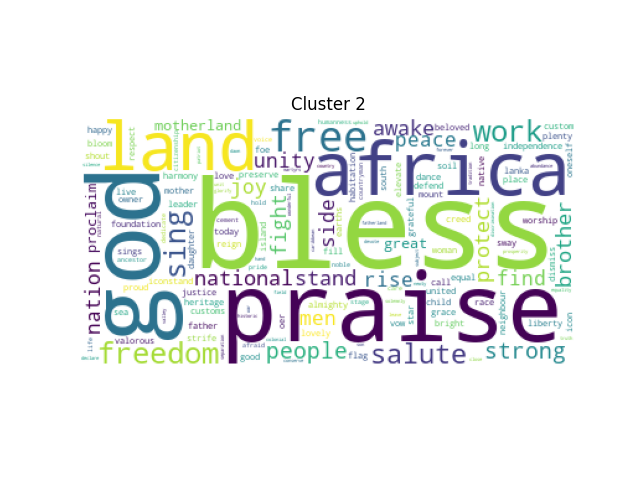 Cluster 2
happy
bloom
shout
respect
motherland
land
free
awake
beloved
work
custom
plenty
peace
long
independence
oneself
unity
harmony
love
preserve
joy
share
south
elevate
africa
soil
native
lanka
place
dance
defend
mount
habitation
live
owner
mother
leader
god
bless
side
grateful
protect
creed
worship
brother
proclaim
foundation
sing
daughter
cement
today
reign
hold
island
fight
earths
fill
great
woman
sway
dismiss
sings
ancestor
pride
noble
nation
national
stand
rise
find
call
proud
iconstand
united
equal
justice
almighty
stage
child
race
neighbour
heritage
customs
praise
men
star
grace
sea
father
oer
vow
bright
liberty
icon
valorous
strife
lovely
afraid
good
foe
flag
freedom
people
salute
strong
life
declare